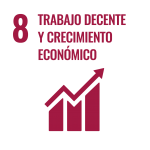 8 TRABAJO DECENTE
Y CRECIMIENTO
ECONÓMICO